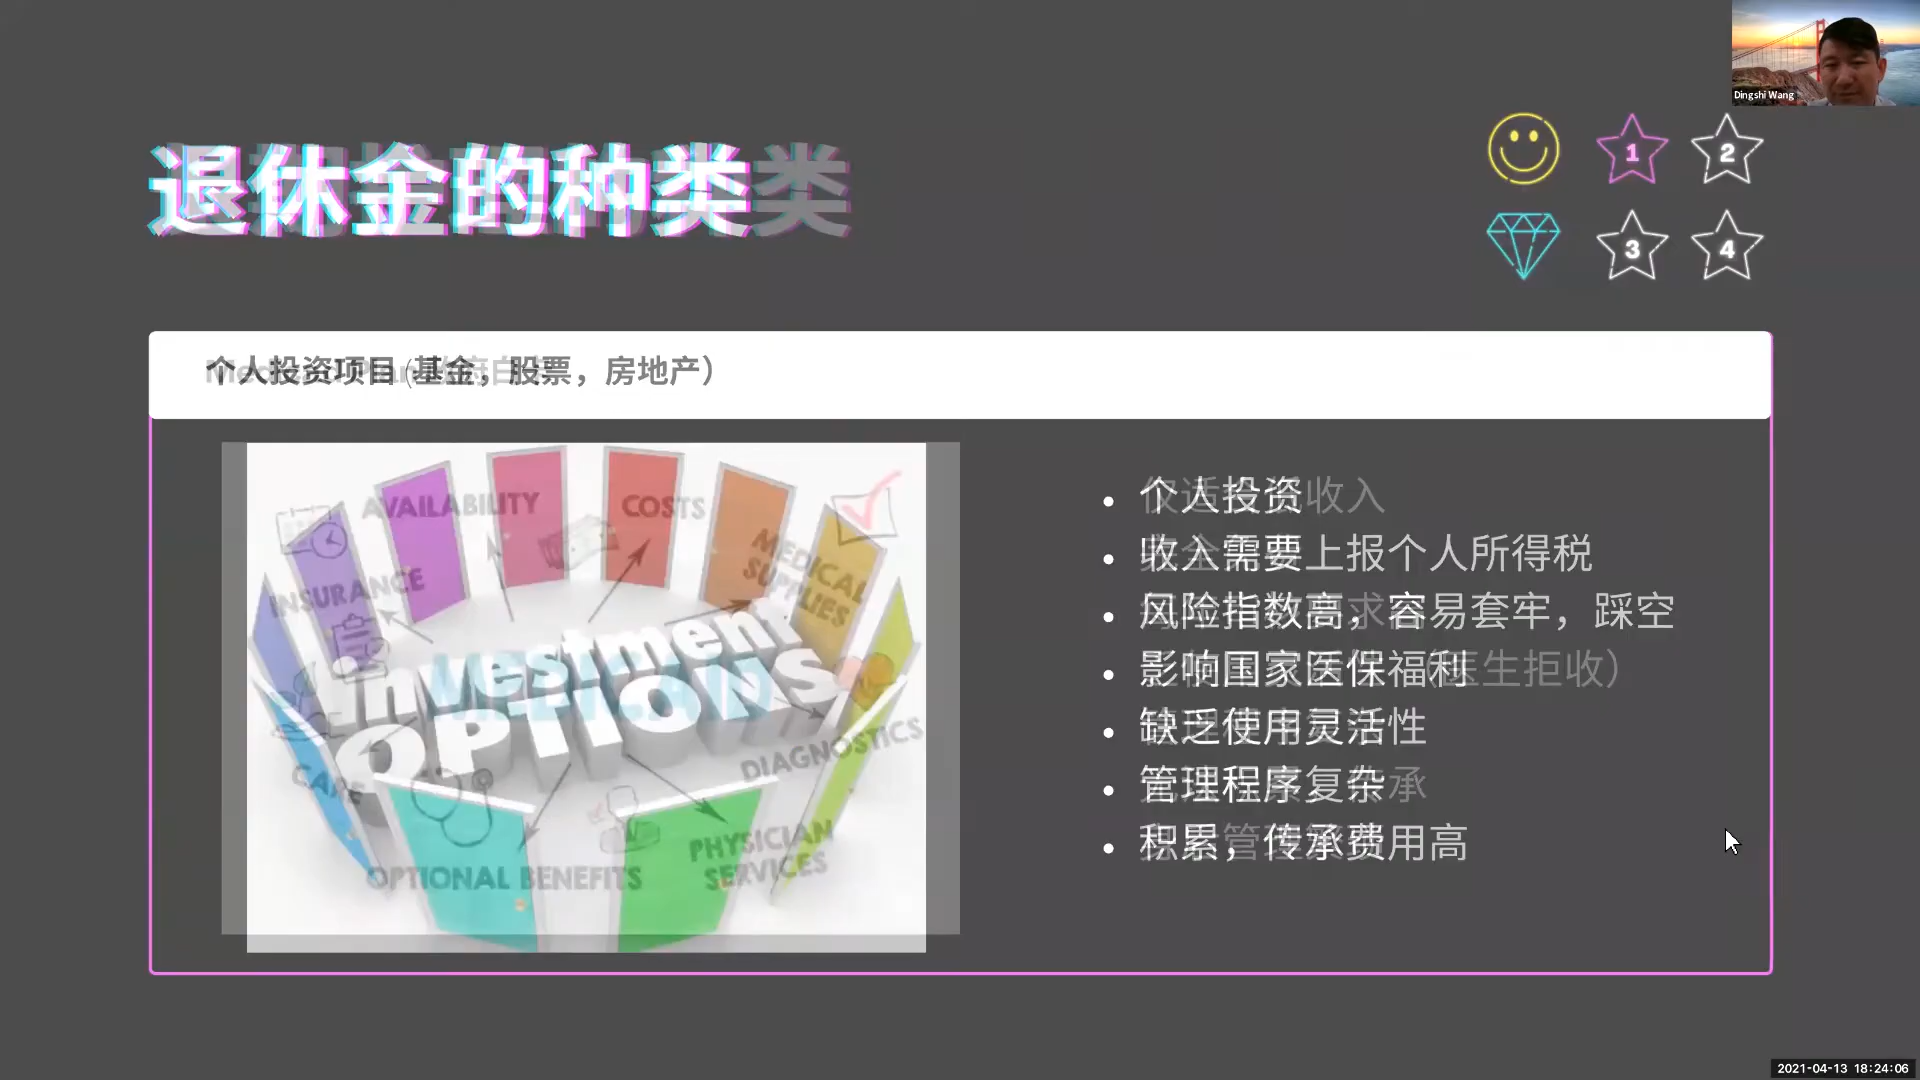 Dingshi Wang
退休金的种类
1
2
3
4
个人投资项目 (基金，股票，房地产）
AVAILABILITY
COSTS
MEDICAL
SUPPLIES
INSURANCE
investment
OPTIONS
MEDICAID
DIAGNOSTICS
CARE
PHYSICIAN
SERVICES
OPTIONAL BENEFITS
• 个人投资
• 收入需要上报个人所得税
• 风险指数高，容易套牢，踩空
• 影响国家医保福利
• 缺乏使用灵活性
• 管理程序复杂
• 积累，传承费用高
2021-04-13 18:24:06